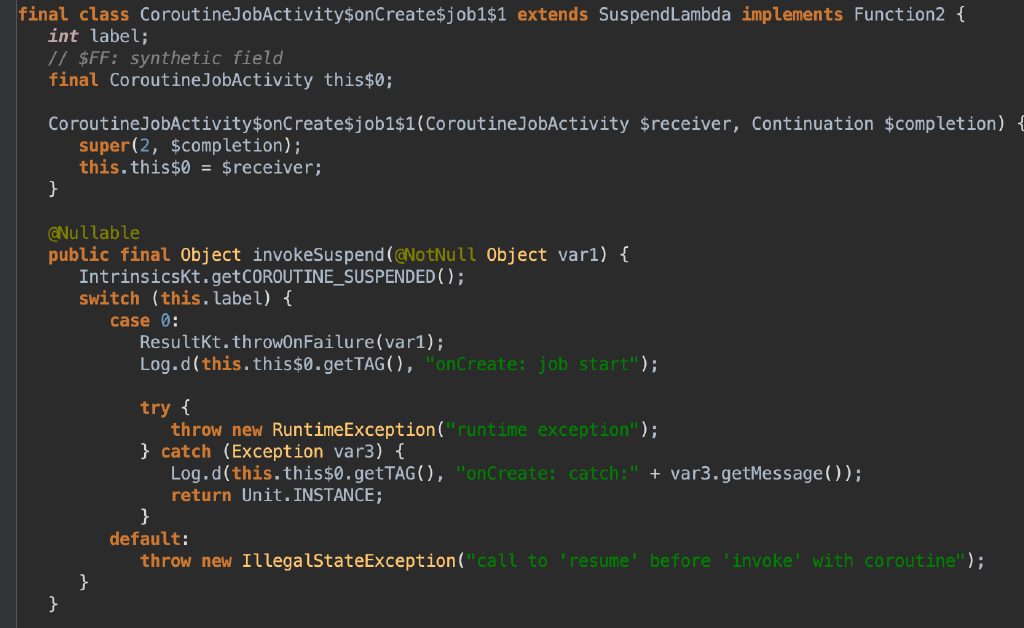 final class CoroutineJobActivity$onCreate$job1$1 extends SuspendLambda implements Function2 {
int label;
// $FF: synthetic field
final CoroutineJobActivity this$0;
CoroutineJobActivity$onCreate$job1$1(CoroutineJobActivity $receiver, Continuation $completion) {
super(2, $completion);
this.this$0 = $receiver;
}
@Nullable
public final Object invokeSuspend(@NotNull Object var1) {
IntrinsicsKt.getCOROUTINE_SUSPENDED();
switch (this.label) {
case 0:
ResultKt.throwOnFailure(var1);
Log.d(this.this$0.getTAG(), "onCreate: job start");
try {
throw new RuntimeException("runtime exception");
} catch (Exception var3) {
Log.d(this.this$0.getTAG(), "onCreate: catch:" + var3.getMessage());
return Unit.INSTANCE;
}
default:
throw new IllegalStateException("call to 'resume' before 'invoke' with coroutine");
}
}